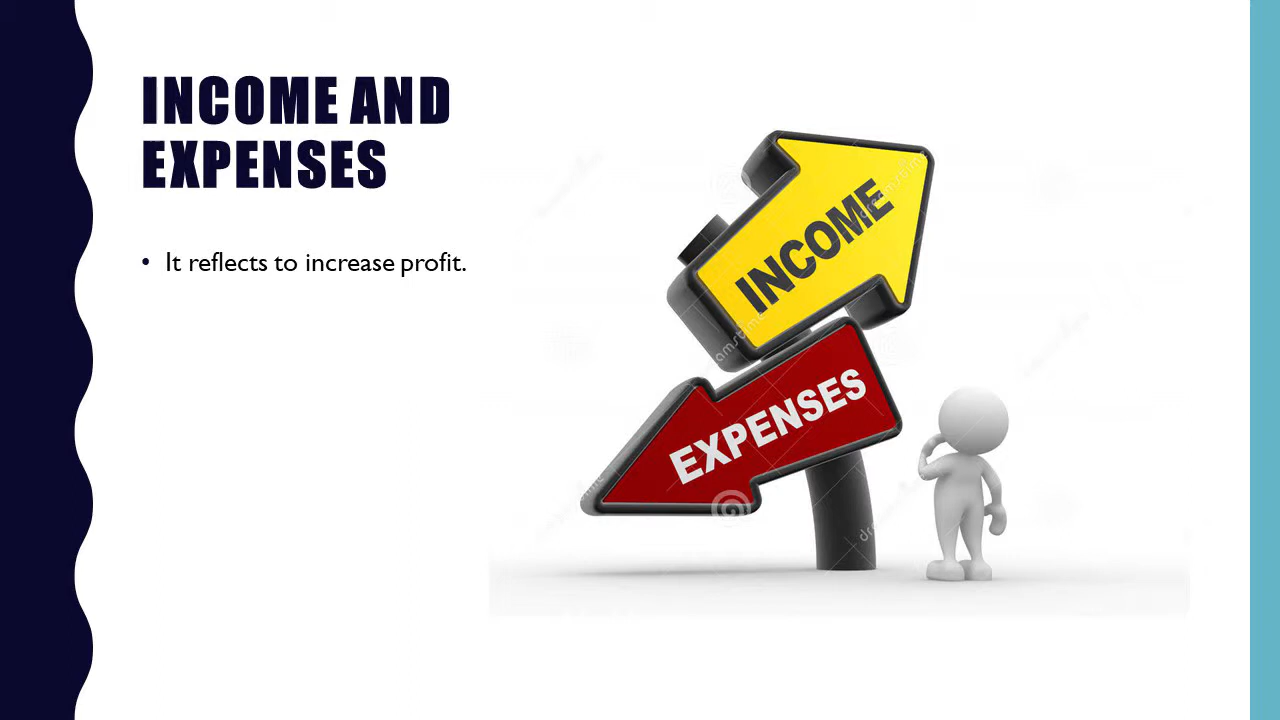 INCOME AND
EXPENSES
• It reflects to increase profit.
INCOME
EXPENSES